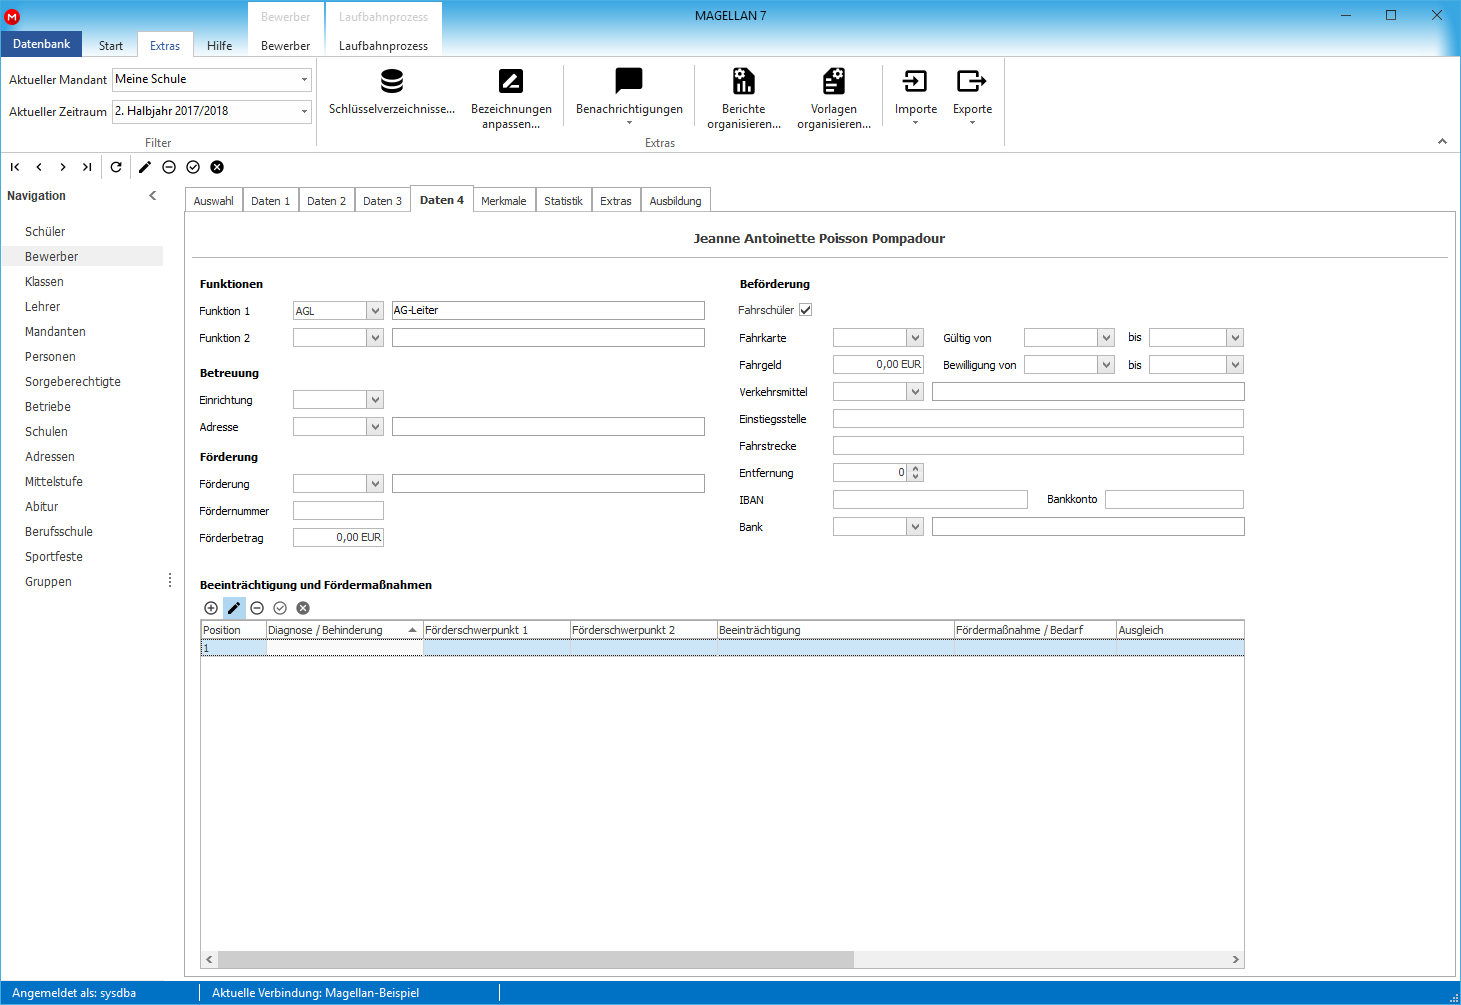 MAGELLAN 7
Bewerber
Laufbahnprozess
Datenbank
Start
Extras
Hilfe
Bewerber
Laufbahnprozess
Aktueller Mandant
Meine Schule
Aktueller Zeitraum
2. Halbjahr 2017/2018
Filter
Schlüsselverzeichnisse...
Bezeichnungen
anpassen...
Benachrichtigungen
Berichte
organisieren...
Vorlagen
organisieren...
Importe
Exporte
Extras
Navigation
Schüler
Bewerber
Klassen
Lehrer
Mandanten
Personen
Sorgeberechtigte
Betriebe
Schulen
Adressen
Mittelstufe
Abitur
Berufsschule
Sportfeste
Gruppen
Auswahl
Daten 1
Daten 2
Daten 3
Daten 4
Merkmale
Statistik
Extras
Ausbildung
Jeanne Antoinette Poisson Pompadour
Funktionen
Funktion 1
AGL
AG-Leiter
Funktion 2
Betreuung
Einrichtung
Adresse
Förderung
Förderung
Fördernummer
Förderbetrag
0,00 EUR
Beförderung
Fahrschüler
Fahrkarte
Gültig von
bis
Fahrgeld
0,00 EUR
Bewilligung von
bis
Verkehrsmittel
Einstiegsstelle
Fahrstrecke
Entfernung
0
IBAN
Bankkonto
Bank
Beeinträchtigung und Fördermaßnahmen
Position
Diagnose / Behinderung
Förderschwerpunkt 1
Förderschwerpunkt 2
Beeinträchtigung
Fördermaßnahme / Bedarf
Ausgleich
1
Angemeldet als: sysdba
Aktuelle Verbindung: Magellan-Beispiel